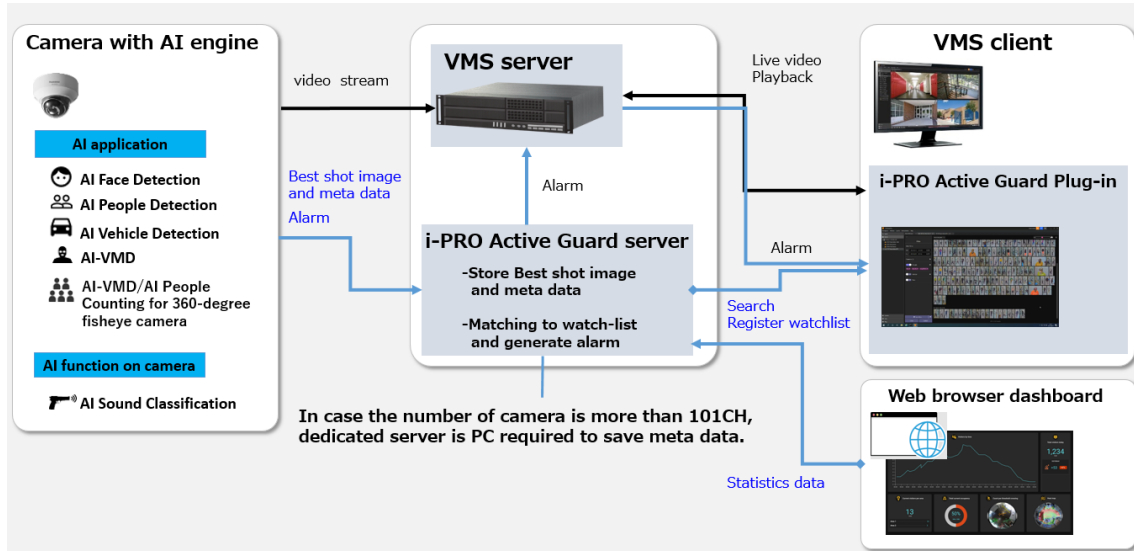 Camera with AI engine
AI application
AI Face Detection
AI People Detection
AI Vehicle Detection
AI-VMD
AI-VMD/AI People
Counting for 360-degree
fisheye camera
AI function on camera
AI Sound Classification
video stream
Best shot image
and meta data
Alarm
VMS server
Alarm
i-PRO Active Guard server
-Store Best shot image
and meta data
-Matching to watch-list
and generate alarm
In case the number of camera is more than 101CH,
dedicated server is PC required to save meta data.
Live video
Playback
Alarm
Search
Register watchlist
Statistics data
VMS client
i-PRO Active Guard Plug-in
Web browser dashboard
1,234
13
50%